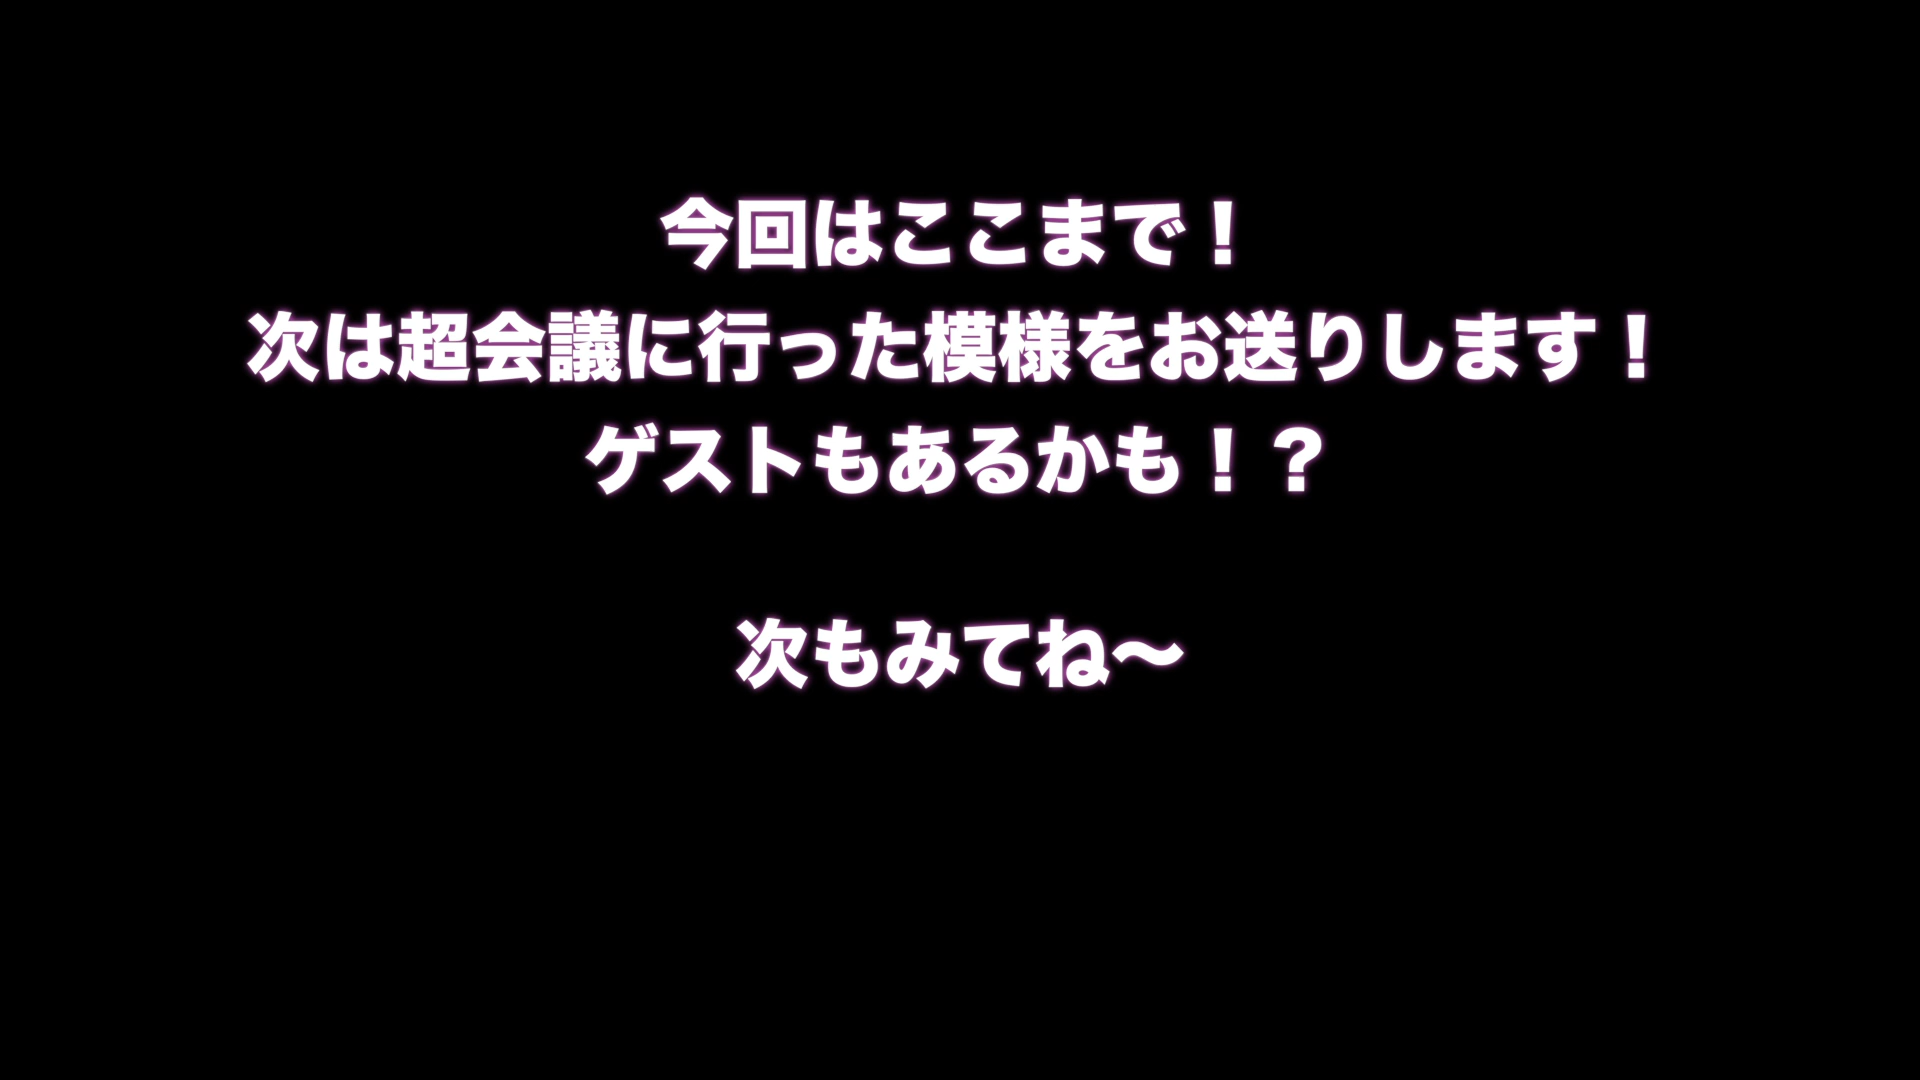 今回はここまで！
次は超会議に行った模様をお送りします！
ゲストもあるかも！？
次もみてね〜